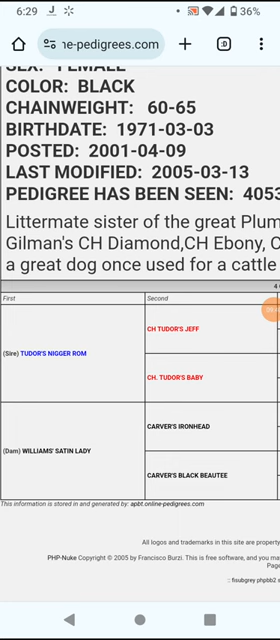 6:29
36%
ne-pedigrees.com
SEX: FEMALE
COLOR: BLACK
CHAINWEIGHT: 60-65
BIRTHDATE: 1971-03-03
POSTED: 2001-04-09
LAST MODIFIED: 2005-03-13
PEDIGREE HAS BEEN SEEN: 4053
Littermate sister of the great Plum
Gilman's CH Diamond,CH Ebony, C
a great dog once used for a cattle
4
First Second
CH TUDOR'S JEFF
(Sire) TUDOR'S NIGGER ROM
CH. TUDOR'S BABY
CARVER'S IRONHEAD
(Dam) WILLIAMS' SATIN LADY
CARVER'S BLACK BEAUTEE
This information is stored in and generated by: apbt.online-pedigrees.com
All logos and trademarks in this site are property
PHP-Nuke Copyright © 2005 by Francisco Burzi. This is free software, and you ma
Page
:: fisubgrey phpbb2 s